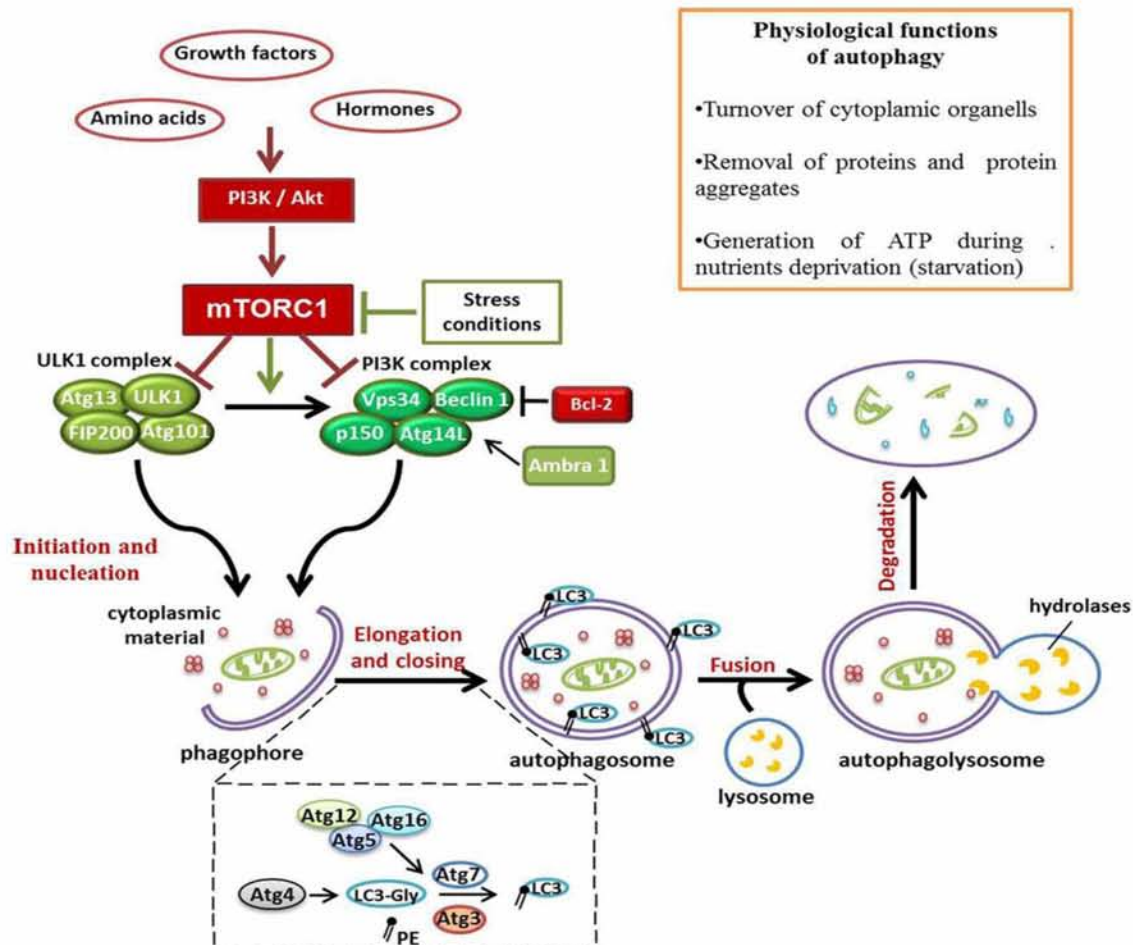 Growth factors
Amino acids
Hormones
PI3K / Akt
mTORC1
Stress
conditions
ULK1 complex
PI3K complex
Atg13
ULK1
FIP200
Atg101
Vps34
Beclin 1
p150
Atg14L
Bcl-2
Ambra 1
Physiological functions
of autophagy
•Turnover of cytoplamic organells
•Removal of proteins and protein
aggregates
•Generation of ATP during .
nutrients deprivation (starvation)
Initiation and
nucleation
cytoplasmic
material
phagophore
Elongation
and closing
LC3
LC3
LC3
LC3
LC3
autophagosome
Fusion
lysosome
Degradation
hydrolases
autophagolysosome
Atg12
Atg16
Atg5
Atg4
LC3-Gly
Atg7
Atg3
LC3
PE